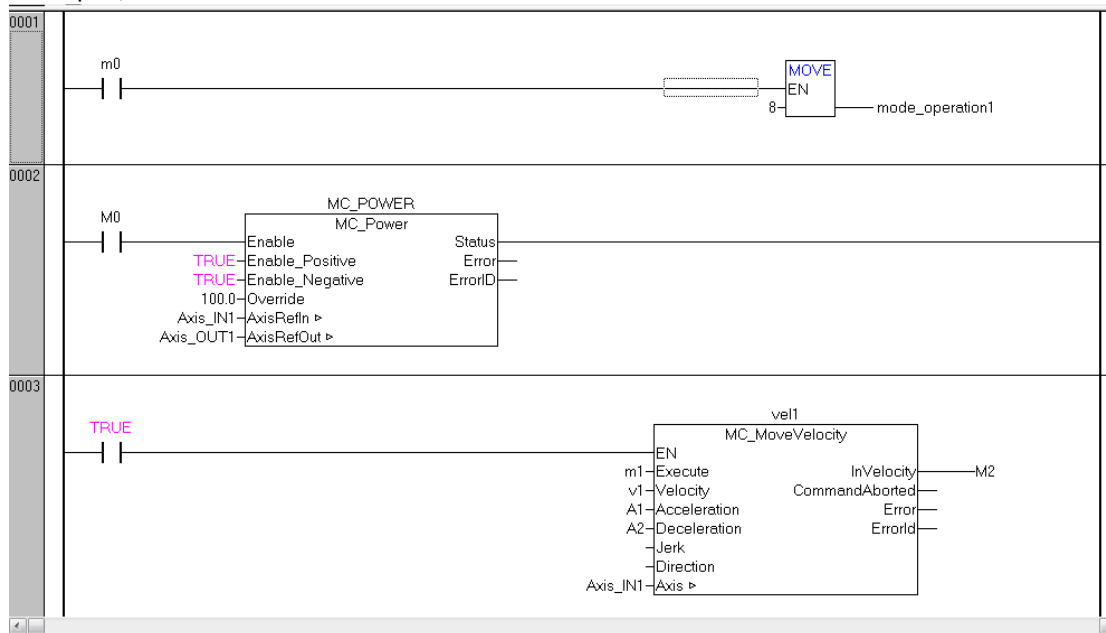 0001
m0
MOVE
EN
8
mode_operation1
0002
MC_POWER
M0
MC_Power
Enable Status
TRUE Enable_Positive Error
TRUE Enable_Negative ErrorID
100.0 Override
Axis_IN1 AxisRefIn
Axis_OUT1 AxisRefOut
0003
vel1
TRUE
MC_MoveVelocity
EN
m1 Execute InVelocity M2
v1 Velocity CommandAborted
A1 Acceleration Error
A2 Deceleration ErrorId
Jerk
Direction
Axis_IN1 Axis